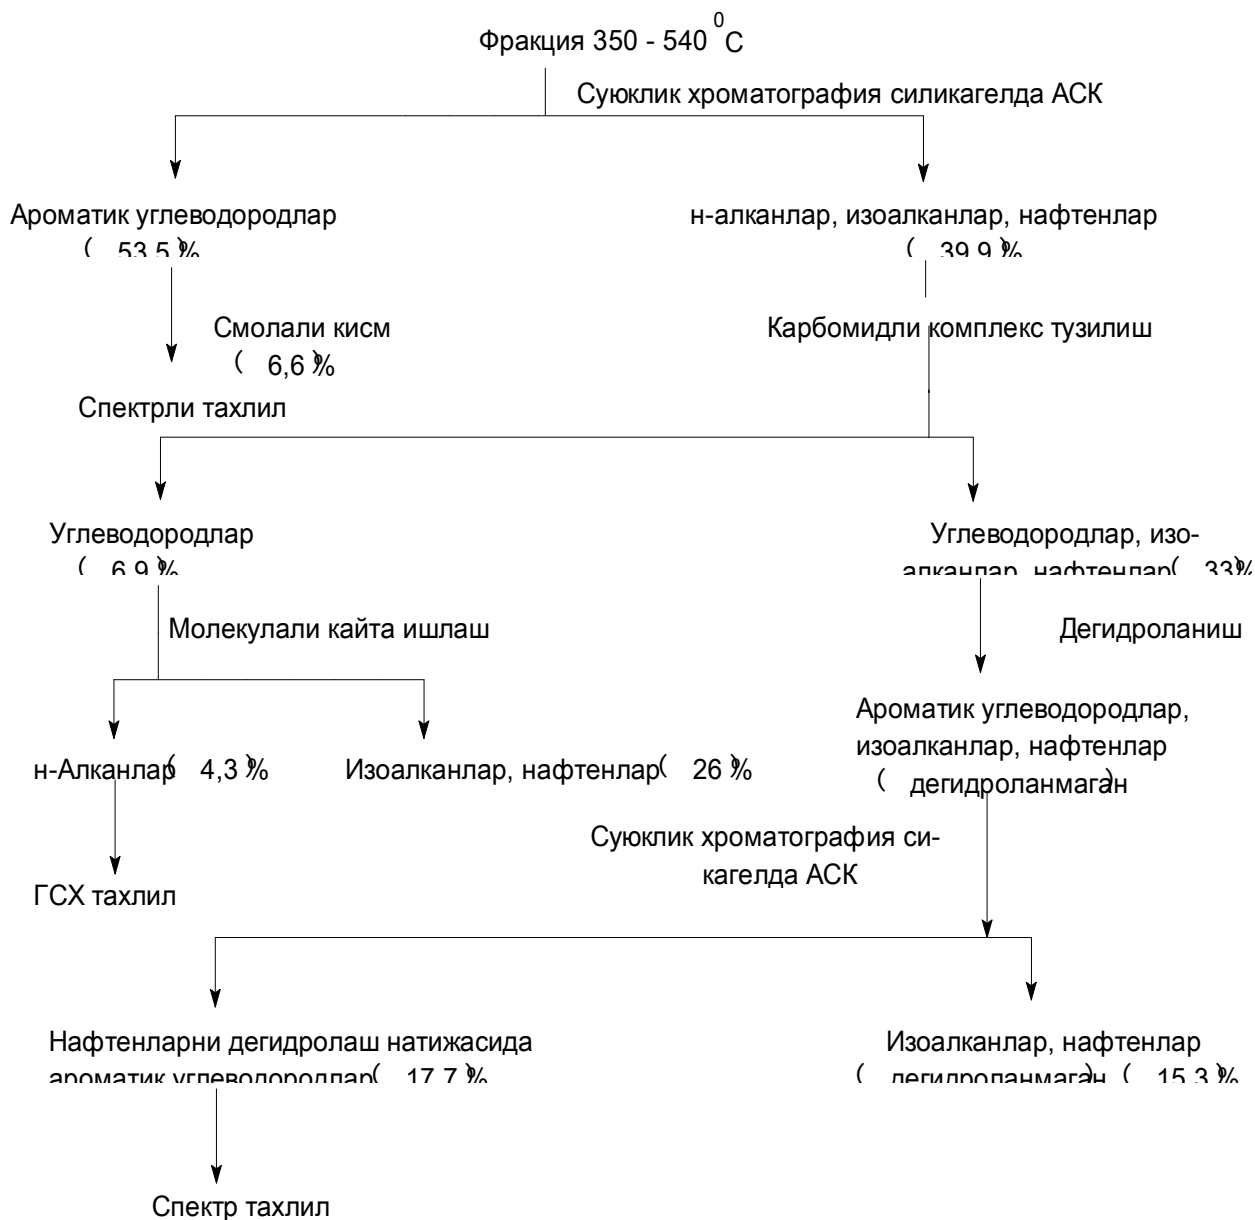 Фракция 350 - 540 ⁰C
Суюклик хроматография силикагелда АСК
Ароматик углеводородлар
( 53,5 )%
н-алканлар, изоалканлар, нафтенлар
( 39,9 )%
Смолали кисм
( 6,6 )%
Карбомидли комплекс тузилиш
Спектрли тахлил
Углеводородлар
( 6,9 )%
Углеводородлар, изо-
алканлар, нафтенлар( 33)%
Молекулали кайта ишлаш
Дегидроланиш
н-Алканлар( 4,3 )%
Изоалканлар, нафтенлар( 26 )%
Ароматик углеводородлар,
изоалканлар, нафтенлар
( дегидроланмаган)
Суюклик хроматография си-
кагелда АСК
ГСХ тахлил
Нафтенларни дегидролаш натижасида
ароматик углеводородлар( 17,7 )%
Изоалканлар, нафтенлар
( дегидроланмаган) ( 15,3 )%
Спектр тахлил